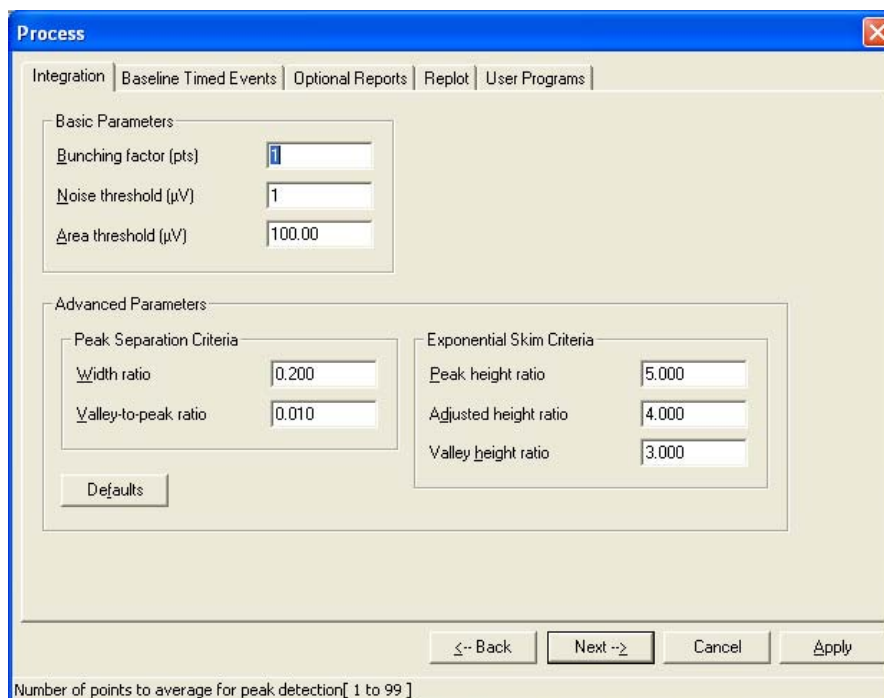 Process
Integration Baseline Timed Events Optional Reports Replot User Programs
Basic Parameters
Bunching factor (pts) 1
Noise threshold (µV) 1
Area threshold (µV) 100.00
Advanced Parameters
Peak Separation Criteria
Width ratio 0.200
Valley-to-peak ratio 0.010
Exponential Skim Criteria
Peak height ratio 5.000
Adjusted height ratio 4.000
Valley height ratio 3.000
Defaults
<-- Back Next --> Cancel Apply
Number of points to average for peak detection[ 1 to 99 ]